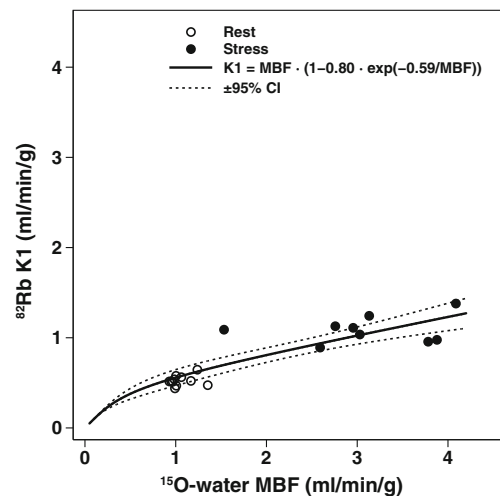 Rest
Stress
K1 = MBF · (1−0.80 · exp(−0.59/MBF))
±95% CI
4
3
2
1
0
⁸²Rb K1 (ml/min/g)
0 1 2 3 4
¹⁵O-water MBF (ml/min/g)